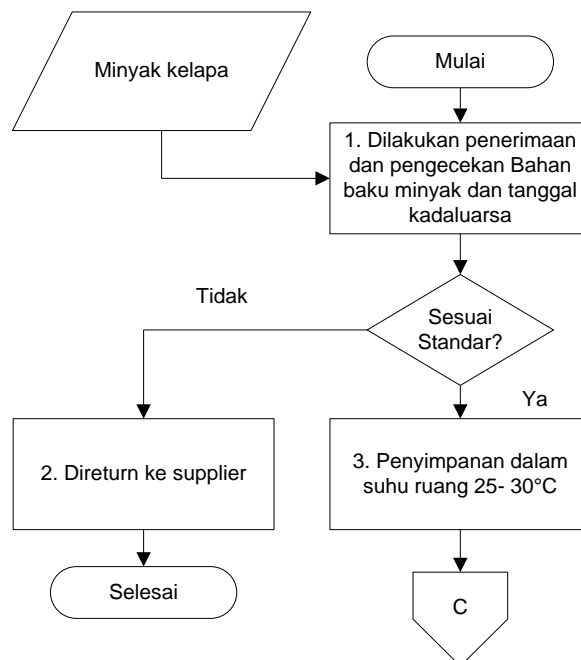 Minyak kelapa
Mulai
1. Dilakukan penerimaan
dan pengecekan Bahan
baku minyak dan tanggal
kadaluarsa
Tidak
Sesuai
Standar?
Ya
2. Direturn ke supplier
3. Penyimpanan dalam
suhu ruang 25- 30°C
Selesai
C